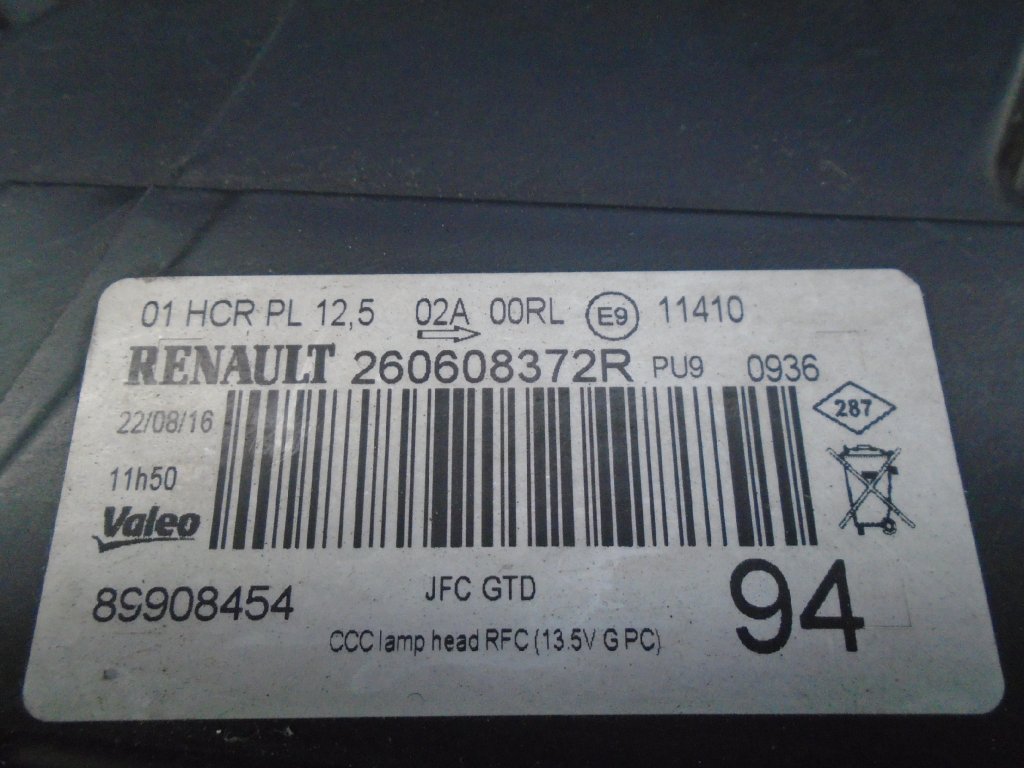 01 HCR PL 12,5 02A 00RL E9 11410
RENAULT 260608372R PU9 0936
287
22/08/16
11h50
Valeo
89908454 JFC GTD 94
CCC lamp head RFC (13.5V G PC)